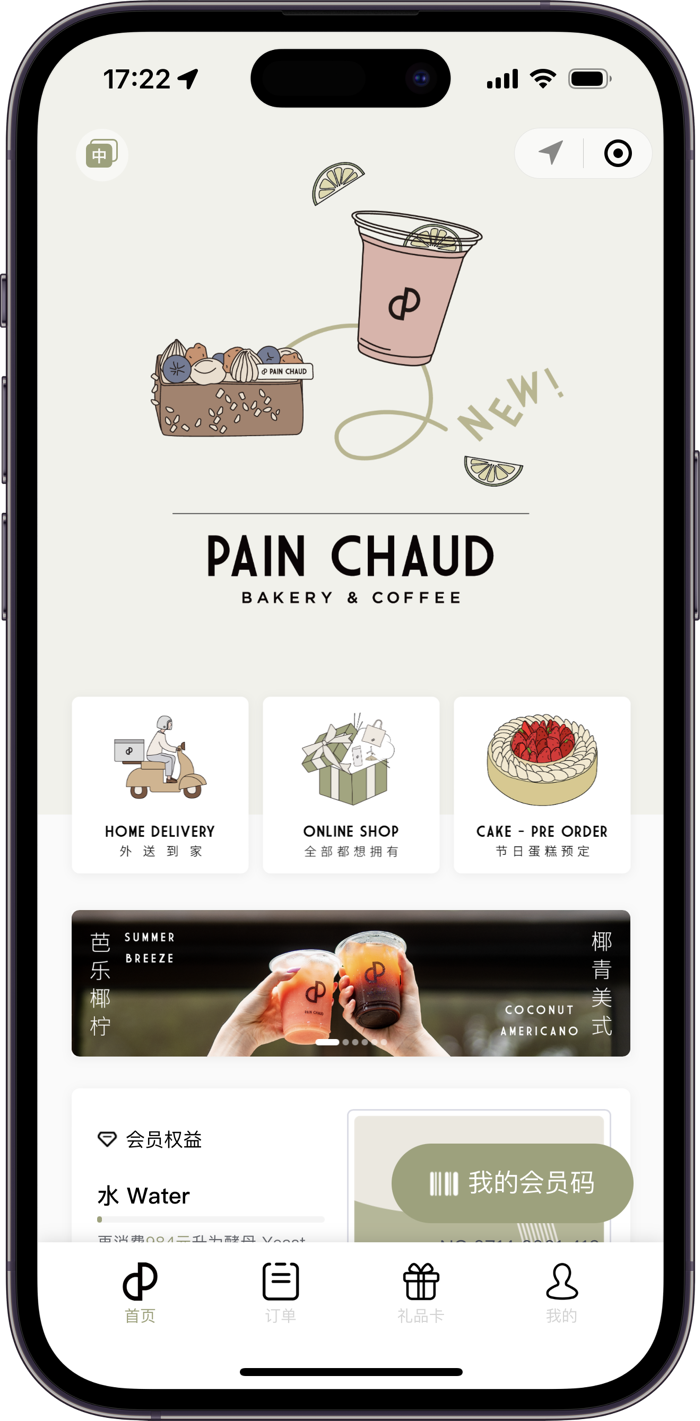 17:22
中
PAIN CHAUD
NEW!
PAIN CHAUD
BAKERY & COFFEE
HOME DELIVERY
外送到家
ONLINE SHOP
全部都想拥有
CAKE - PRE ORDER
节日蛋糕预定
芭乐椰柠
SUMMER
BREEZE
椰青美式
COCONUT
AMERICANO
会员权益
水 Water
再消费984元升为酵母 Yeast
我的会员码
首页
订单
礼品卡
我的